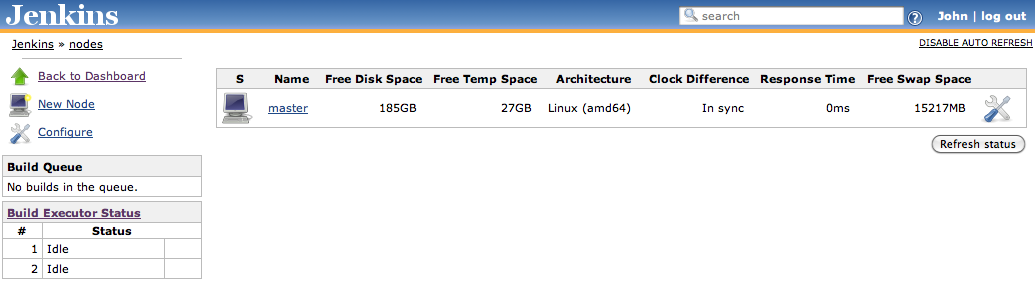 Jenkins
search
? John | log out
Jenkins » nodes
DISABLE AUTO REFRESH
Back to Dashboard
New Node
Configure
Build Queue
No builds in the queue.
Build Executor Status
# Status
1 Idle
2 Idle
S Name Free Disk Space Free Temp Space Architecture Clock Difference Response Time Free Swap Space
master 185GB 27GB Linux (amd64) In sync 0ms 15217MB
Refresh status